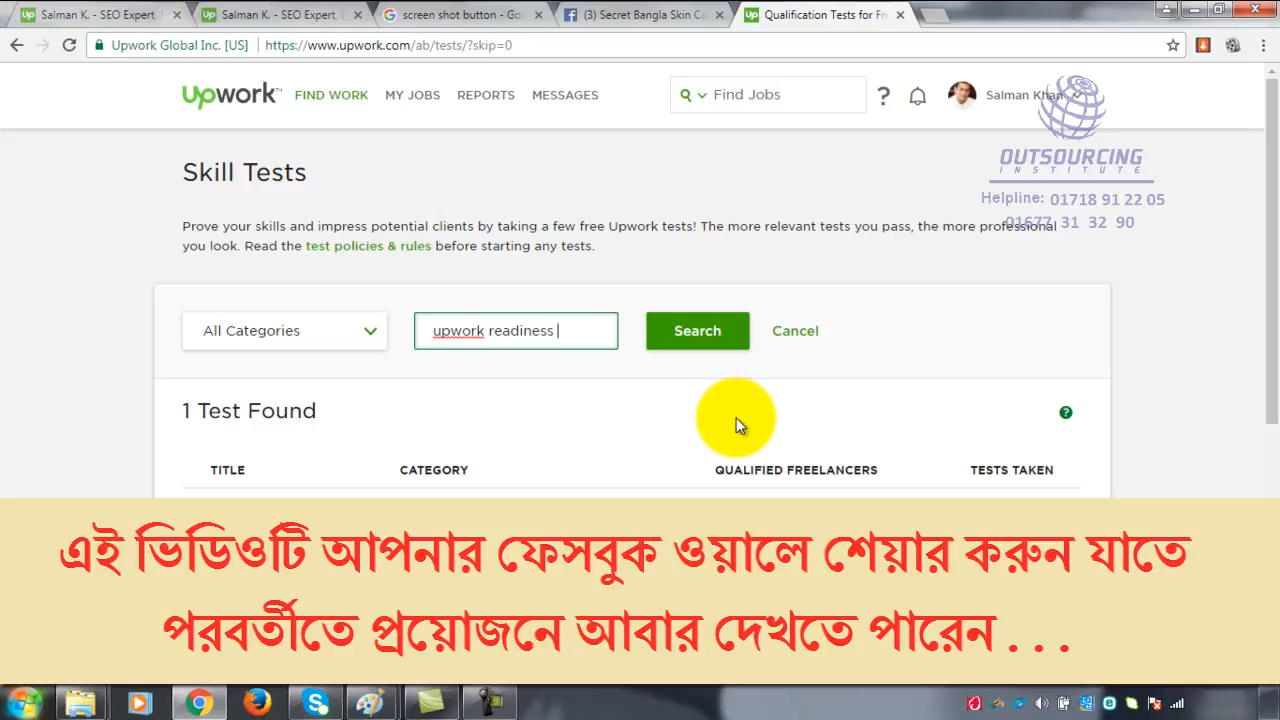 Salman K. - SEO Expert,
Salman K. - SEO Expert,
screen shot button - Go
(3) Secret Bangla Skin Ca
Qualification Tests for Fr
Upwork Global Inc. [US]
https://www.upwork.com/ab/tests/?skip=0
Upwork
FIND WORK
MY JOBS
REPORTS
MESSAGES
Find Jobs
?
Salman Khan
OUTSOURCING
INSTITUTE
Helpline: 01718 91 22 05
01677 31 32 90
Skill Tests
Prove your skills and impress potential clients by taking a few free Upwork tests! The more relevant tests you pass, the more professional
you look. Read the test policies & rules before starting any tests.
All Categories
upwork readiness
Search
Cancel
1 Test Found
?
TITLE
CATEGORY
QUALIFIED FREELANCERS
TESTS TAKEN
এই ভিডিওটি আপনার ফেসবুক ওয়ালে শেয়ার করুন যাতে
পরবর্তীতে প্রয়োজনে আবার দেখতে পারেন . . .